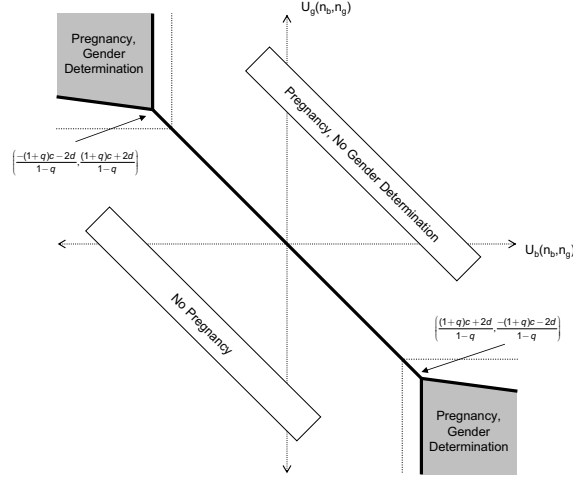 U_g(n_b,n_g)
Pregnancy,
Gender
Determination
Pregnancy, No Gender Determination
(-(1+q)c-2d/1-q, (1+q)c+2d/1-q)
U_b(n_b,n_g)
No Pregnancy
((1+q)c+2d/1-q, -(1+q)c-2d/1-q)
Pregnancy,
Gender
Determination